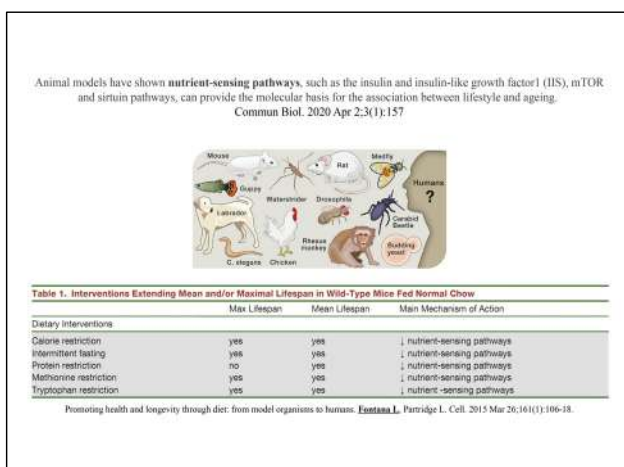 Animal models have shown nutrient-sensing pathways, such as the insulin and insulin-like growth factor1 (IIS), mTOR
and sirtuin pathways, can provide the molecular basis for the association between lifestyle and ageing.
Commun Biol. 2020 Apr 2;3(1):157
Mouse
Rat
Medfly
Guppy
Humans
?
Waterstrider
Drosophila
Labrador
Carabid
Beetle
Rhesus
monkey
Budding
yeast
C. elegans
Chicken
Table 1. Interventions Extending Mean and/or Maximal Lifespan in Wild-Type Mice Fed Normal Chow
Max Lifespan Mean Lifespan Main Mechanism of Action
Dietary Interventions
Calorie restriction yes yes ↓ nutrient-sensing pathways
Intermittent fasting yes yes ↓ nutrient-sensing pathways
Protein restriction no yes ↓ nutrient-sensing pathways
Methionine restriction yes yes ↓ nutrient-sensing pathways
Tryptophan restriction yes yes ↓ nutrient -sensing pathways
Promoting health and longevity through diet: from model organisms to humans. Fontana L, Partridge L. Cell. 2015 Mar 26;161(1):106-18.